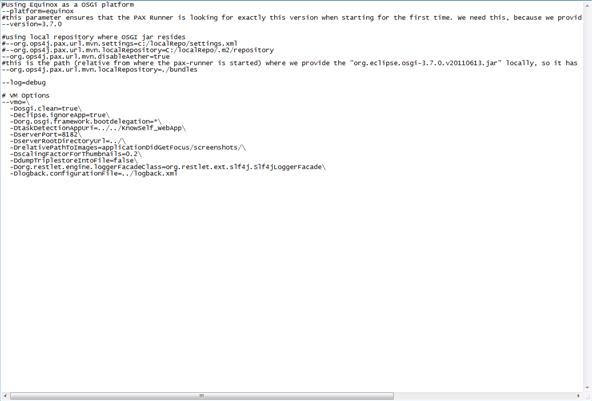 #Using Equinox as a OSGi platform
--platform=equinox
#this parameter ensures that the PAX Runner is looking for exactly this version when starting for the first time. We need this, because we provid
--version=3.7.0
#using local repository where OSGI jar resides
#--org.ops4j.pax.url.mvn.settings=c:/localRepo/settings.xml
#--org.ops4j.pax.url.mvn.localRepository=C:/localRepo/.m2/repository
--org.ops4j.pax.url.mvn.disableAether=true
#this is the path (relative from where the pax-runner is started) where we provide the "org.eclipse.osgi-3.7.0.v20110613.jar" locally, so it has
--org.ops4j.pax.url.mvn.localRepository=./bundles
--log=debug
# VM Options
--vmo=\
-Dosgi.clean=true\
-Declipse.ignoreApp=true\
-Dorg.osgi.framework.bootdelegation=*\
-DtaskDetectionAppUri=../../KnowSelf_WebApp\
-DserverPort=8182\
-DserverRootDirectoryUrl=../\
-DrelativePathToImages=applicationDidGetFocus/screenshots/\
-DscalingFactorForThumbnails=0.2\
-DdumpTriplestoreIntoFile=false\
-Dorg.restlet.engine.loggerFacadeClass=org.restlet.ext.slf4j.Slf4jLoggerFacade\
-Dlogback.configurationFile=../logback.xml